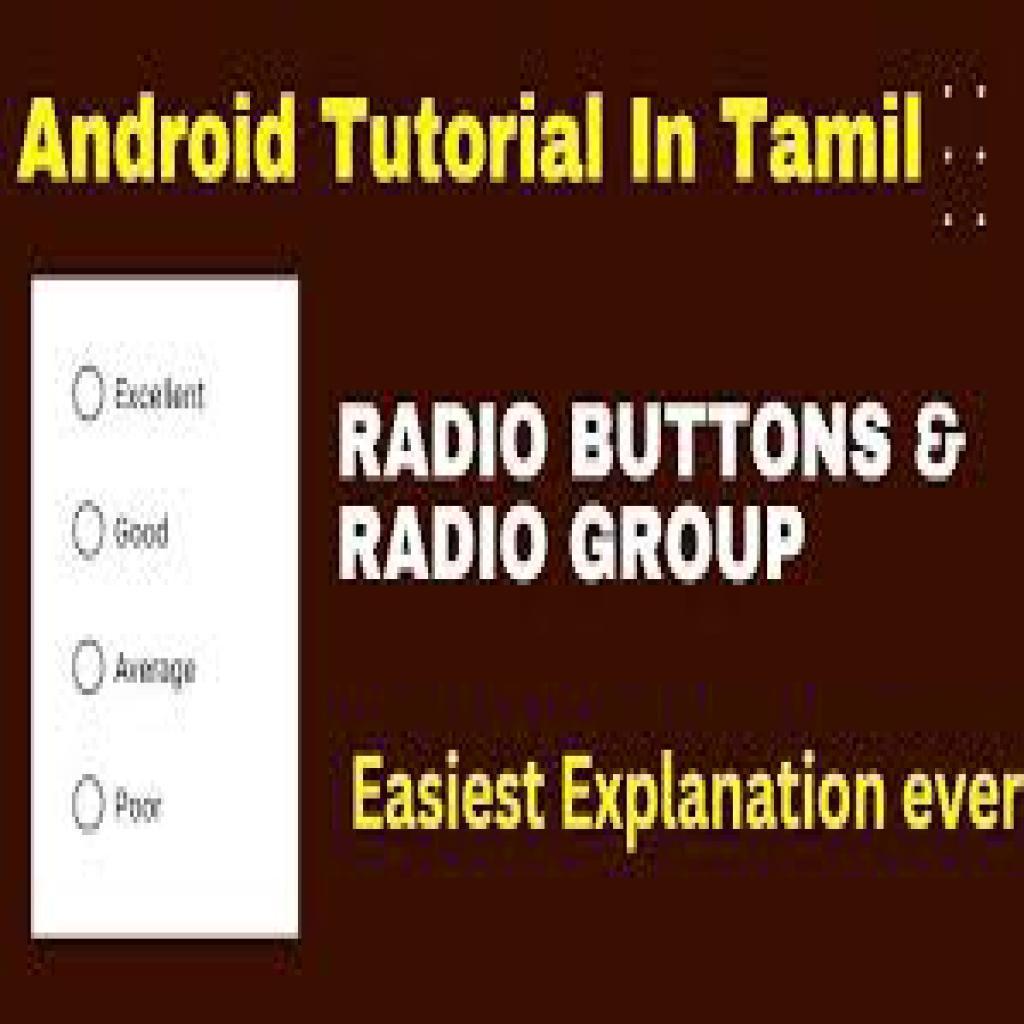 Android Tutorial In Tamil
Excellent
Good
Average
Poor
RADIO BUTTONS &
RADIO GROUP
Easiest Explanation ever